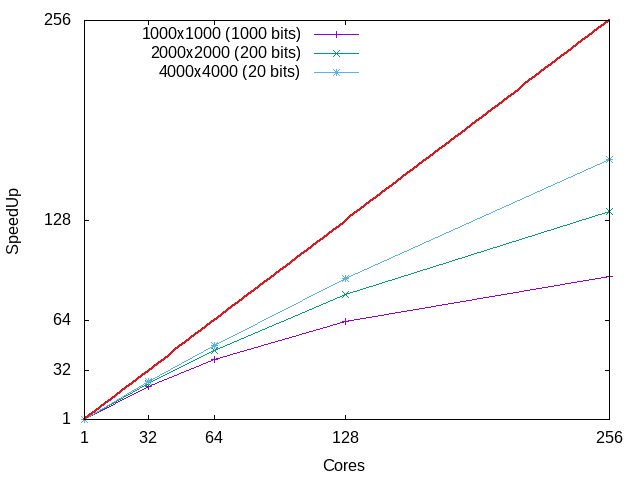 256
128
64
32
1
1 32 64 128 256
SpeedUp
Cores
1000x1000 (1000 bits)
2000x2000 (200 bits)
4000x4000 (20 bits)